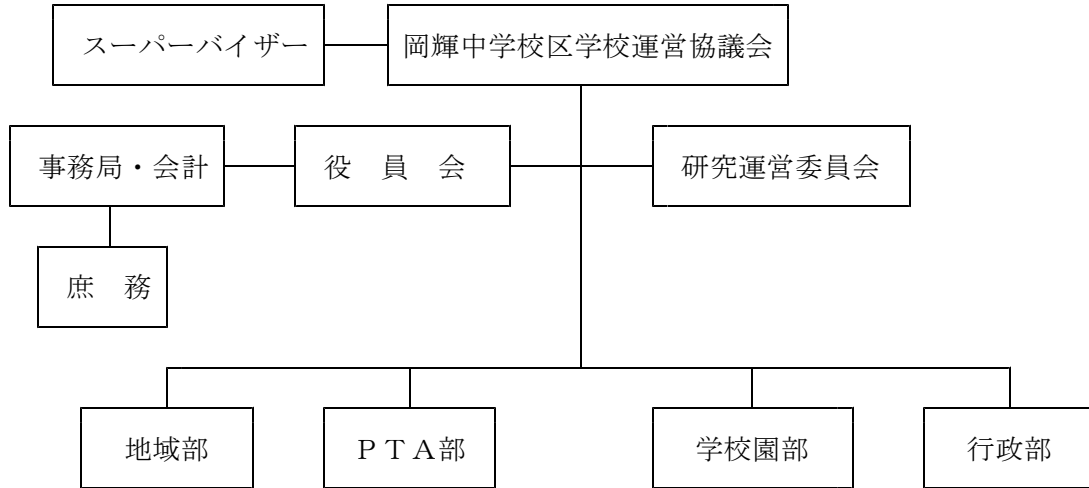 スーパーバイザー
岡輝中学校区学校運営協議会
事務局・会計
役　員　会
研究運営委員会
庶　務
地域部
ＰＴＡ部
学校園部
行政部